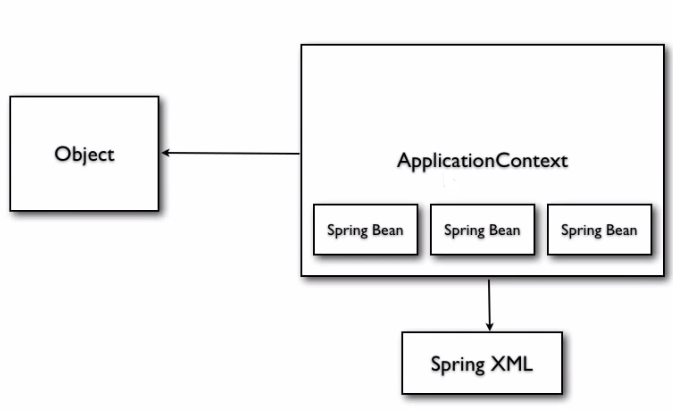 Object
ApplicationContext
Spring Bean
Spring Bean
Spring Bean
Spring XML